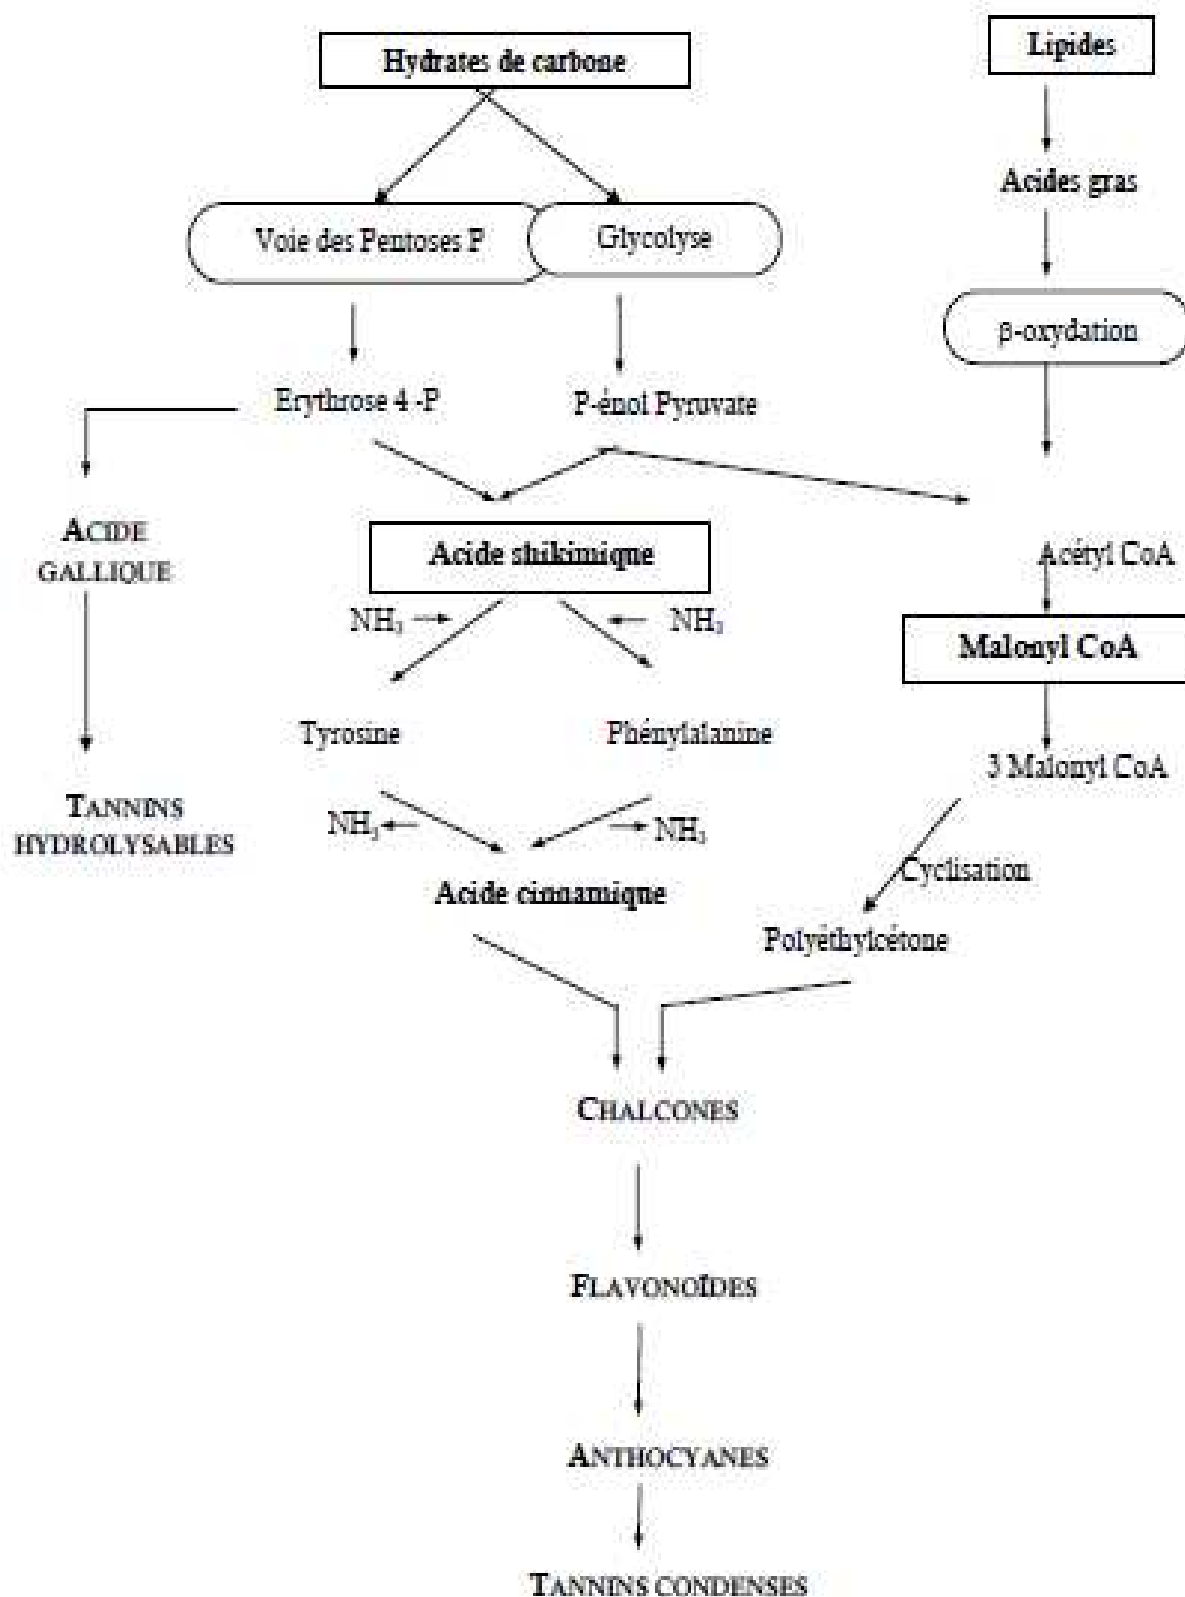 Hydrates de carbone
Lipides
Acides gras
Voie des Pentoses P
Glycolyse
β-oxydation
Erythrose 4 -P
P-énol Pyruvate
ACIDE
GALLIQUE
Acide shikimique
Acétyl CoA
NH₃
NH₃
Malonyl CoA
Tyrosine
Phénylalanine
3 Malonyl CoA
TANNINS
HYDROLYSABLES
NH₃
NH₃
Cyclisation
Acide cinnamique
Polyéthylcétone
CHALCONES
FLAVONOÏDES
ANTHOCYANES
TANNINS CONDENSES